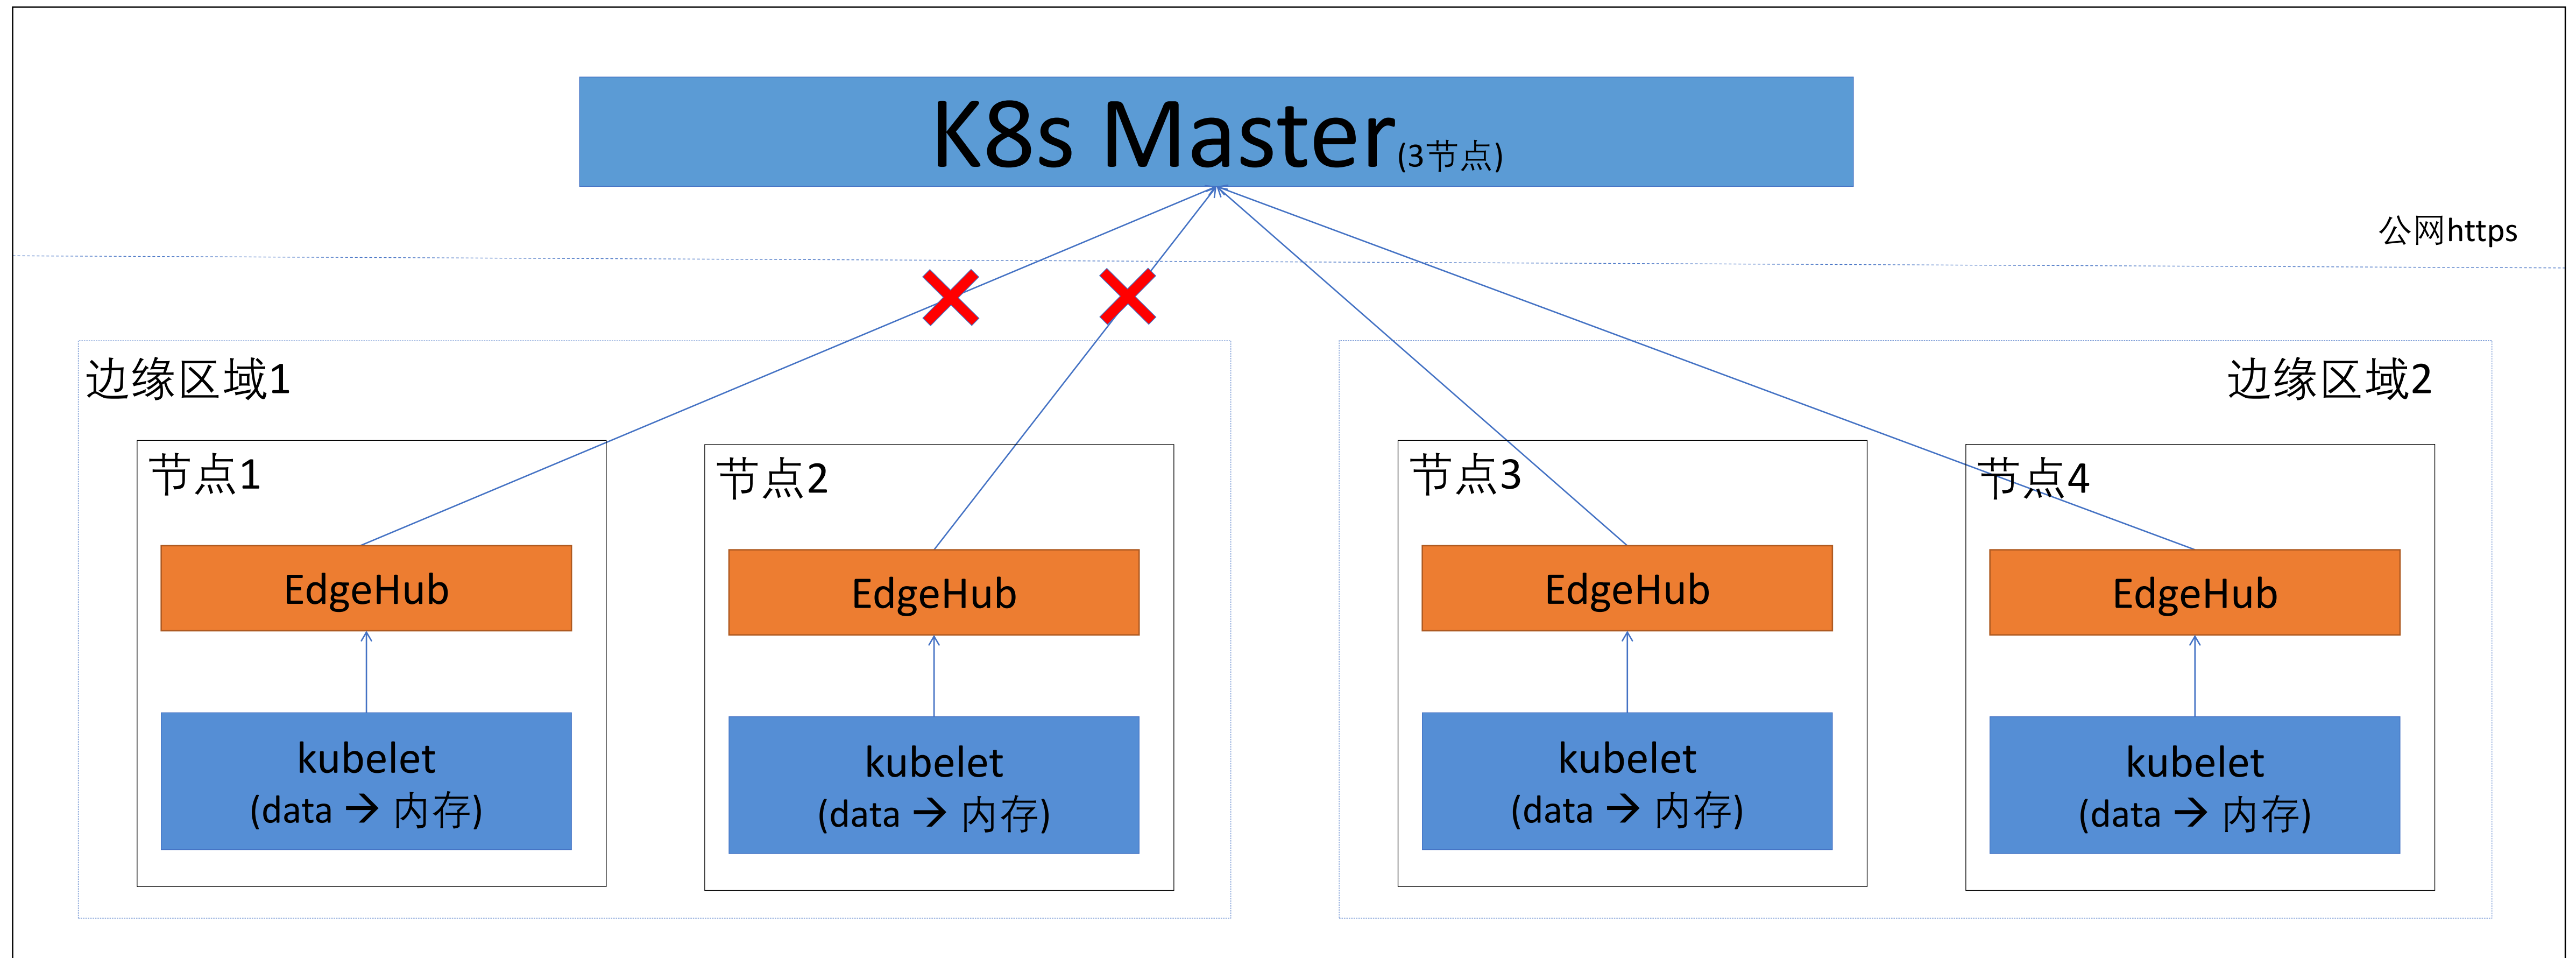 K8s Master(3节点)
公网https
边缘区域1
边缘区域2
节点1
节点2
节点3
节点4
EdgeHub
EdgeHub
EdgeHub
EdgeHub
kubelet
(data → 内存)
kubelet
(data → 内存)
kubelet
(data → 内存)
kubelet
(data → 内存)